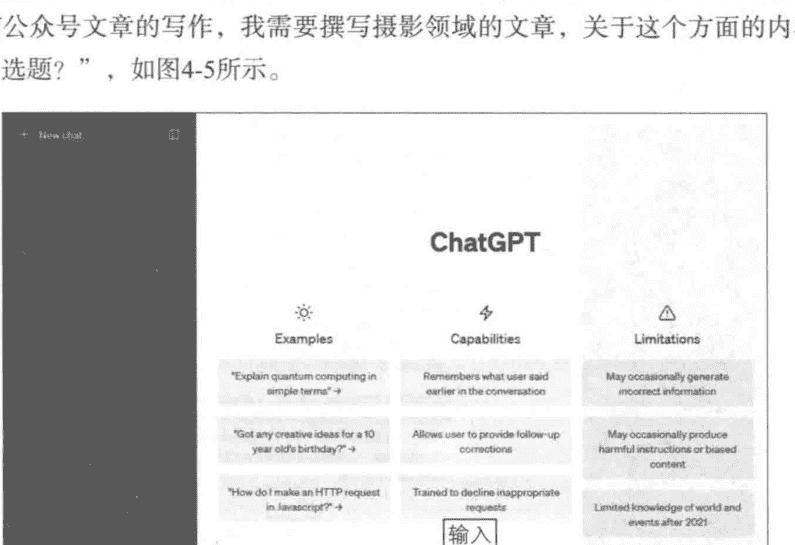 公众号文章的写作，我需要撰写摄影领域的文章，关于这个方面的内
选题？”，如图4-5所示。
+ New chat
ChatGPT
Examples
Capabilities
Limitations
"Explain quantum computing in
simple terms" →
Remembers what user said
earlier in the conversation
May occasionally generate
incorrect information
"Got any creative ideas for a 10
year old's birthday?" →
Allows user to provide follow-up
corrections
May occasionally produce
harmful instructions or biased
content
"How do I make an HTTP request
in Javascript?" →
Trained to decline inappropriate
requests
Limited knowledge of world and
events after 2021
输入